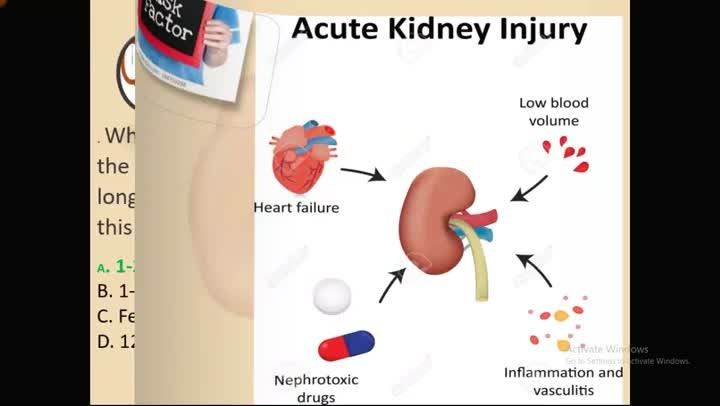 Risk
Factor
Acute Kidney Injury
Low blood
volume
Heart failure
Nephrotoxic
drugs
Inflammation and
vasculitis
. Wh
the
long
this
A. 1-
B. 1-
C. Fe
D. 12
Activate Windows
Go to Settings to activate Windows.